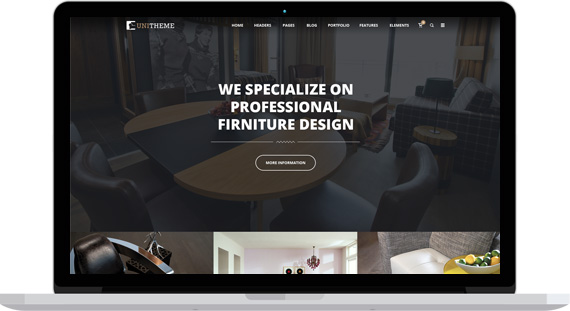 UNITHEME
HOME HEADERS PAGES BLOG PORTFOLIO FEATURES ELEMENTS
WE SPECIALIZE ON
PROFESSIONAL
FIRNITURE DESIGN
MORE INFORMATION